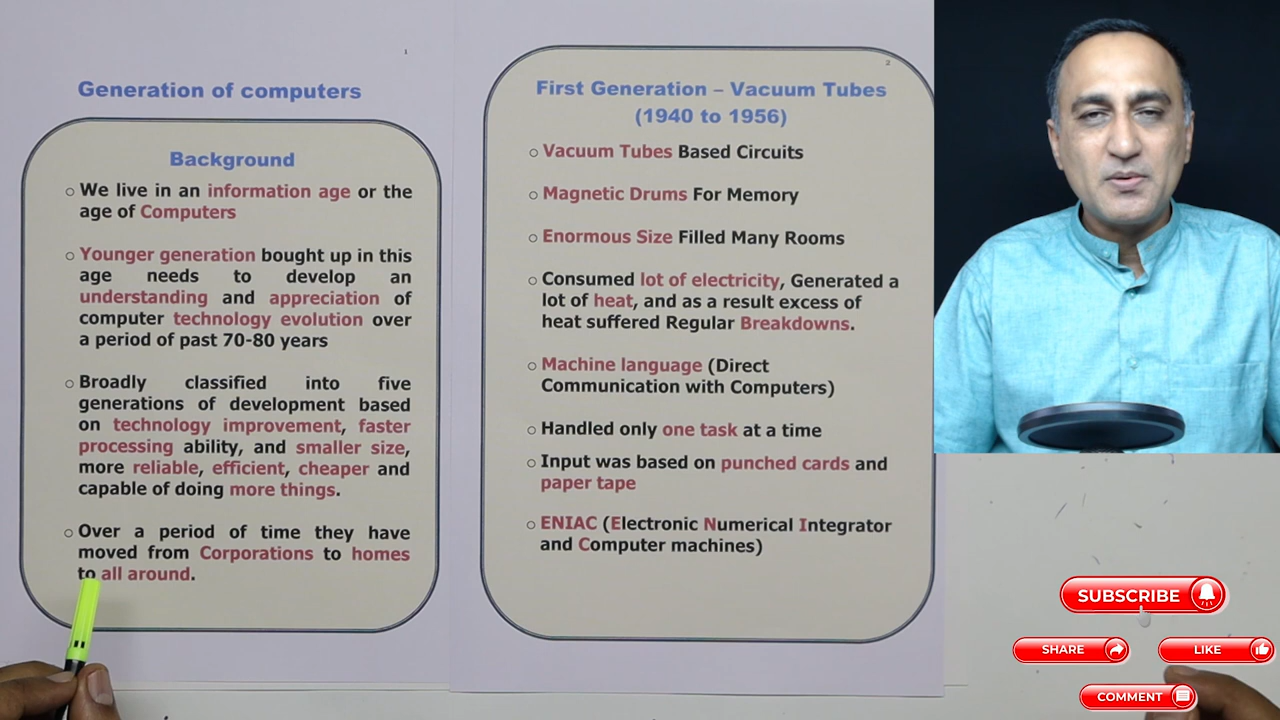 1
Generation of computers
Background
○ We live in an information age or the
age of Computers
○ Younger generation bought up in this
age needs to develop an
understanding and appreciation of
computer technology evolution over
a period of past 70-80 years
○ Broadly classified into five
generations of development based
on technology improvement, faster
processing ability, and smaller size,
more reliable, efficient, cheaper and
capable of doing more things.
○ Over a period of time they have
moved from Corporations to homes
to all around.
2
First Generation – Vacuum Tubes
(1940 to 1956)
○ Vacuum Tubes Based Circuits
○ Magnetic Drums For Memory
○ Enormous Size Filled Many Rooms
○ Consumed lot of electricity, Generated a
lot of heat, and as a result excess of
heat suffered Regular Breakdowns.
○ Machine language (Direct
Communication with Computers)
○ Handled only one task at a time
○ Input was based on punched cards and
paper tape
○ ENIAC (Electronic Numerical Integrator
and Computer machines)
SUBSCRIBE
SHARE
LIKE
COMMENT